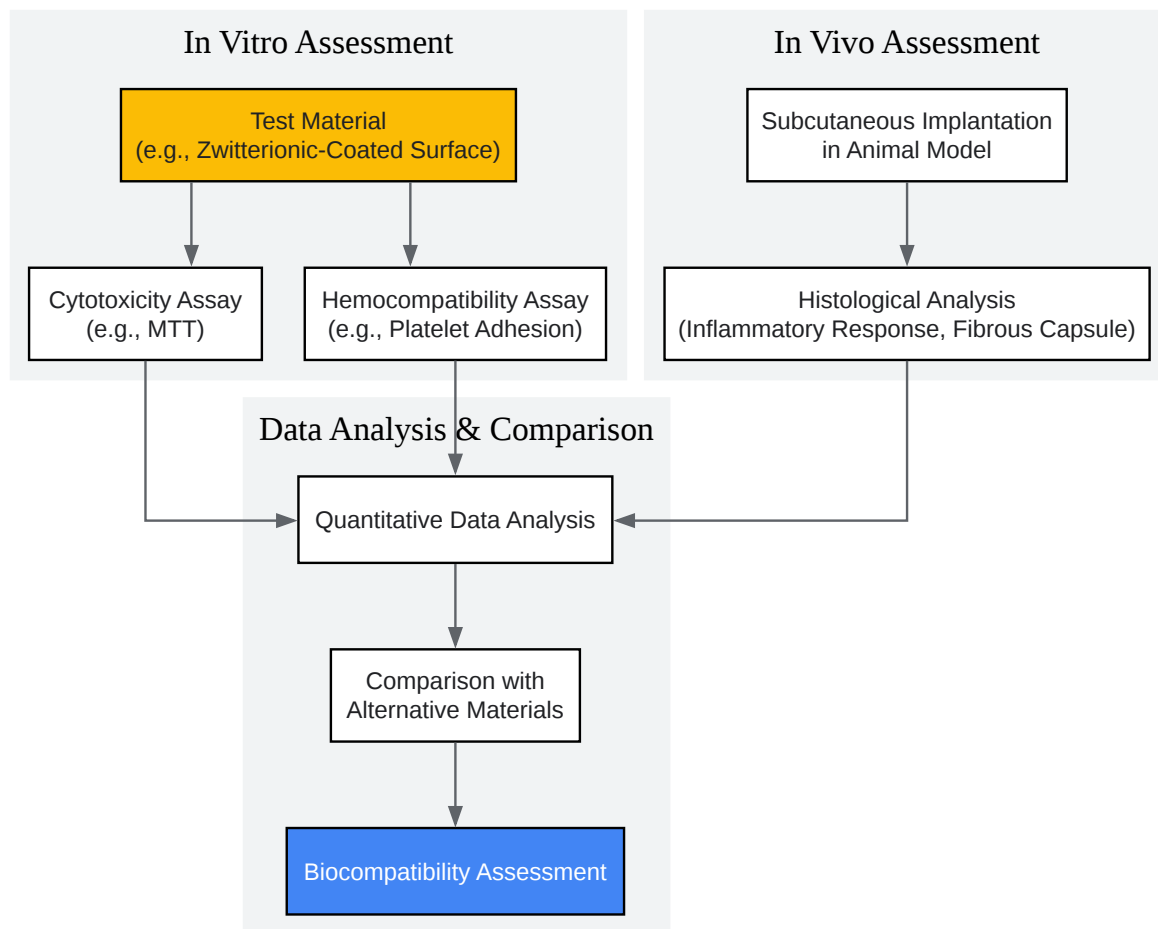 In Vitro Assessment
Test Material
(e.g., Zwitterionic-Coated Surface)
Cytotoxicity Assay
(e.g., MTT)
Hemocompatibility Assay
(e.g., Platelet Adhesion)
In Vivo Assessment
Subcutaneous Implantation
in Animal Model
Histological Analysis
(Inflammatory Response, Fibrous Capsule)
Data Analysis & Comparison
Quantitative Data Analysis
Comparison with
Alternative Materials
Biocompatibility Assessment